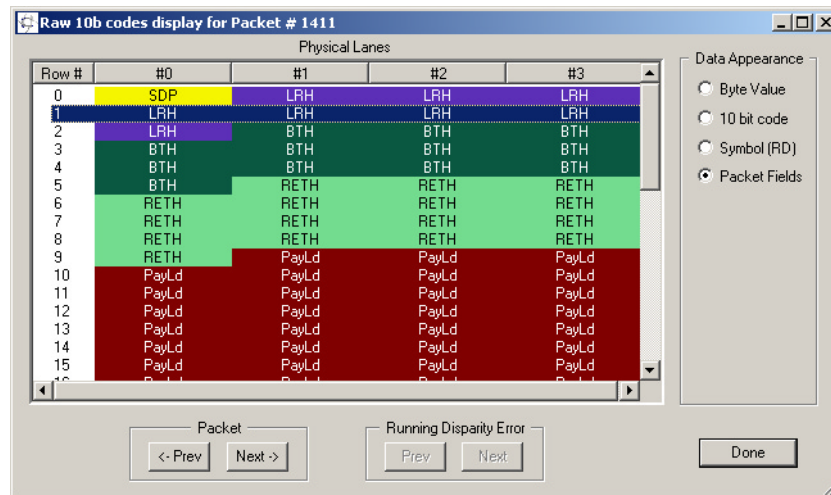 Raw 10b codes display for Packet # 1411
Physical Lanes
Row # #0 #1 #2 #3
0 SDP LRH LRH LRH
1 LRH LRH LRH LRH
2 LRH BTH BTH BTH
3 BTH BTH BTH BTH
4 BTH BTH BTH BTH
5 BTH RETH RETH RETH
6 RETH RETH RETH RETH
7 RETH RETH RETH RETH
8 RETH RETH RETH RETH
9 RETH PayLd PayLd PayLd
10 PayLd PayLd PayLd PayLd
11 PayLd PayLd PayLd PayLd
12 PayLd PayLd PayLd PayLd
13 PayLd PayLd PayLd PayLd
14 PayLd PayLd PayLd PayLd
15 PayLd PayLd PayLd PayLd
Data Appearance
Byte Value
10 bit code
Symbol (RD)
Packet Fields
Packet
<- Prev Next ->
Running Disparity Error
Prev Next
Done